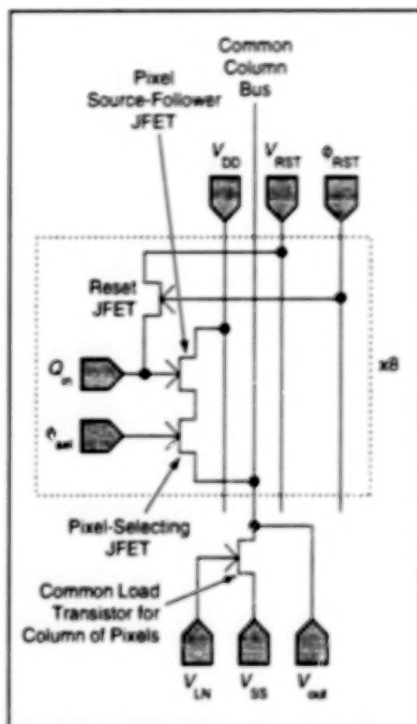 Common
Column
Bus
Pixel
Source-Follower
JFET
V_DD
V_RST
ϕ_RST
Reset
JFET
x8
Q_in
ϕ_sel
Pixel-Selecting
JFET
Common Load
Transistor for
Column of Pixels
V_LN
V_SS
V_out